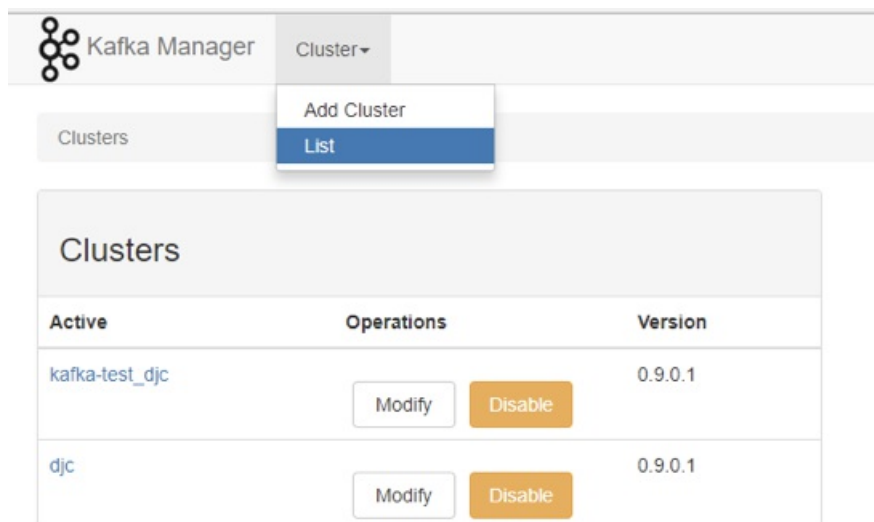 Kafka Manager Cluster
Add Cluster
Clusters
List
Clusters
Active Operations Version
kafka-test_djc 0.9.0.1
Modify Disable
djc 0.9.0.1
Modify Disable